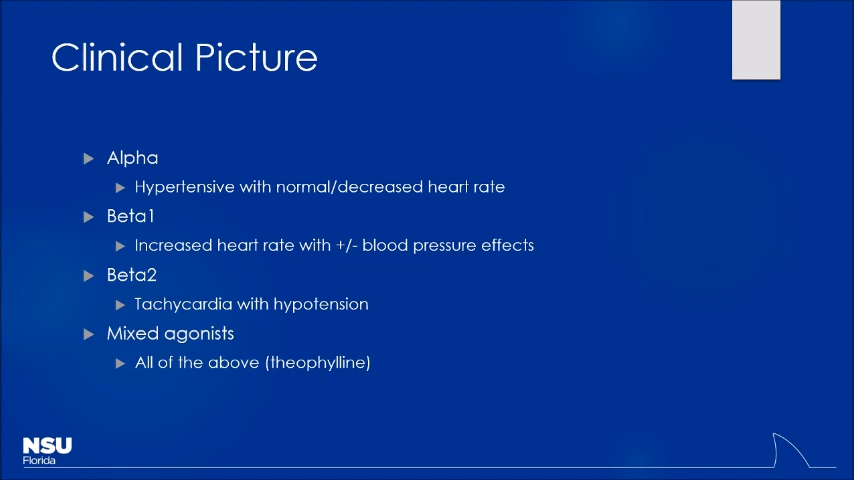 Clinical Picture
Alpha
Hypertensive with normal/decreased heart rate
Beta1
Increased heart rate with +/- blood pressure effects
Beta2
Tachycardia with hypotension
Mixed agonists
All of the above (theophylline)
NSU
Florida